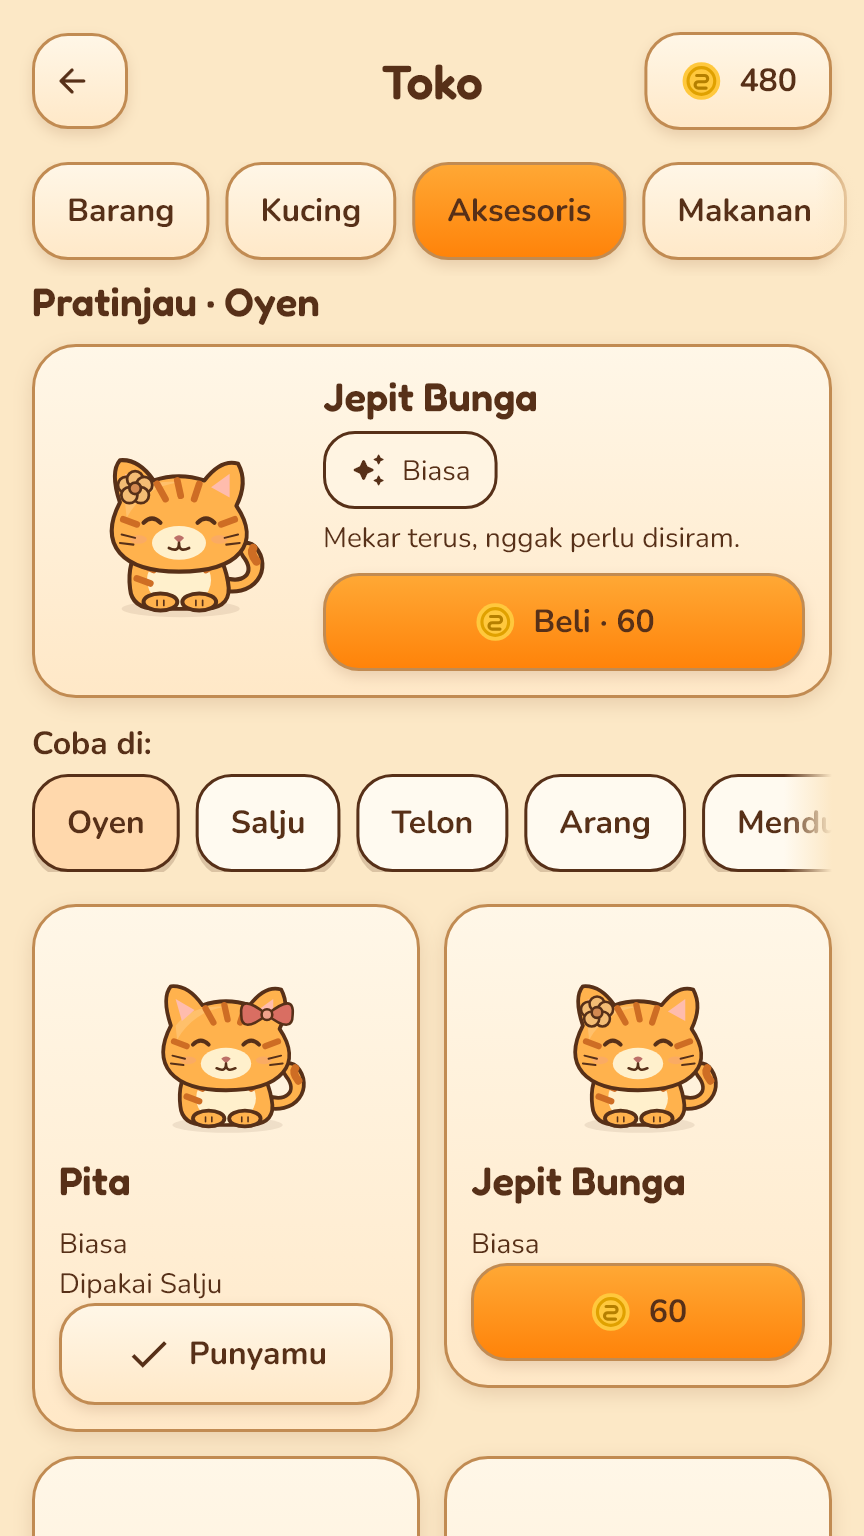 Toko
480
Barang
Kucing
Aksesoris
Makanan
Pratinjau · Oyen
Jepit Bunga
Biasa
Mekar terus, nggak perlu disiram.
Beli · 60
Coba di:
Oyen
Salju
Telon
Arang
Mendu
Pita
Biasa
Dipakai Salju
Punyamu
Jepit Bunga
Biasa
60